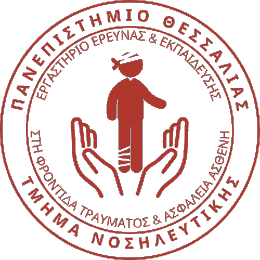 ΠΑΝΕΠΙΣΤΗΜΙΟ ΘΕΣΣΑΛΙΑΣ
ΕΡΓΑΣΤΗΡΙΟ ΕΡΕΥΝΑΣ & ΕΚΠΑΙΔΕΥΣΗΣ
ΣΤΗ ΦΡΟΝΤΙΔΑ ΤΡΑΥΜΑΤΟΣ & ΑΣΦΑΛΕΙΑ ΑΣΘΕΝΗ
ΤΜΗΜΑ ΝΟΣΗΛΕΥΤΙΚΗΣ